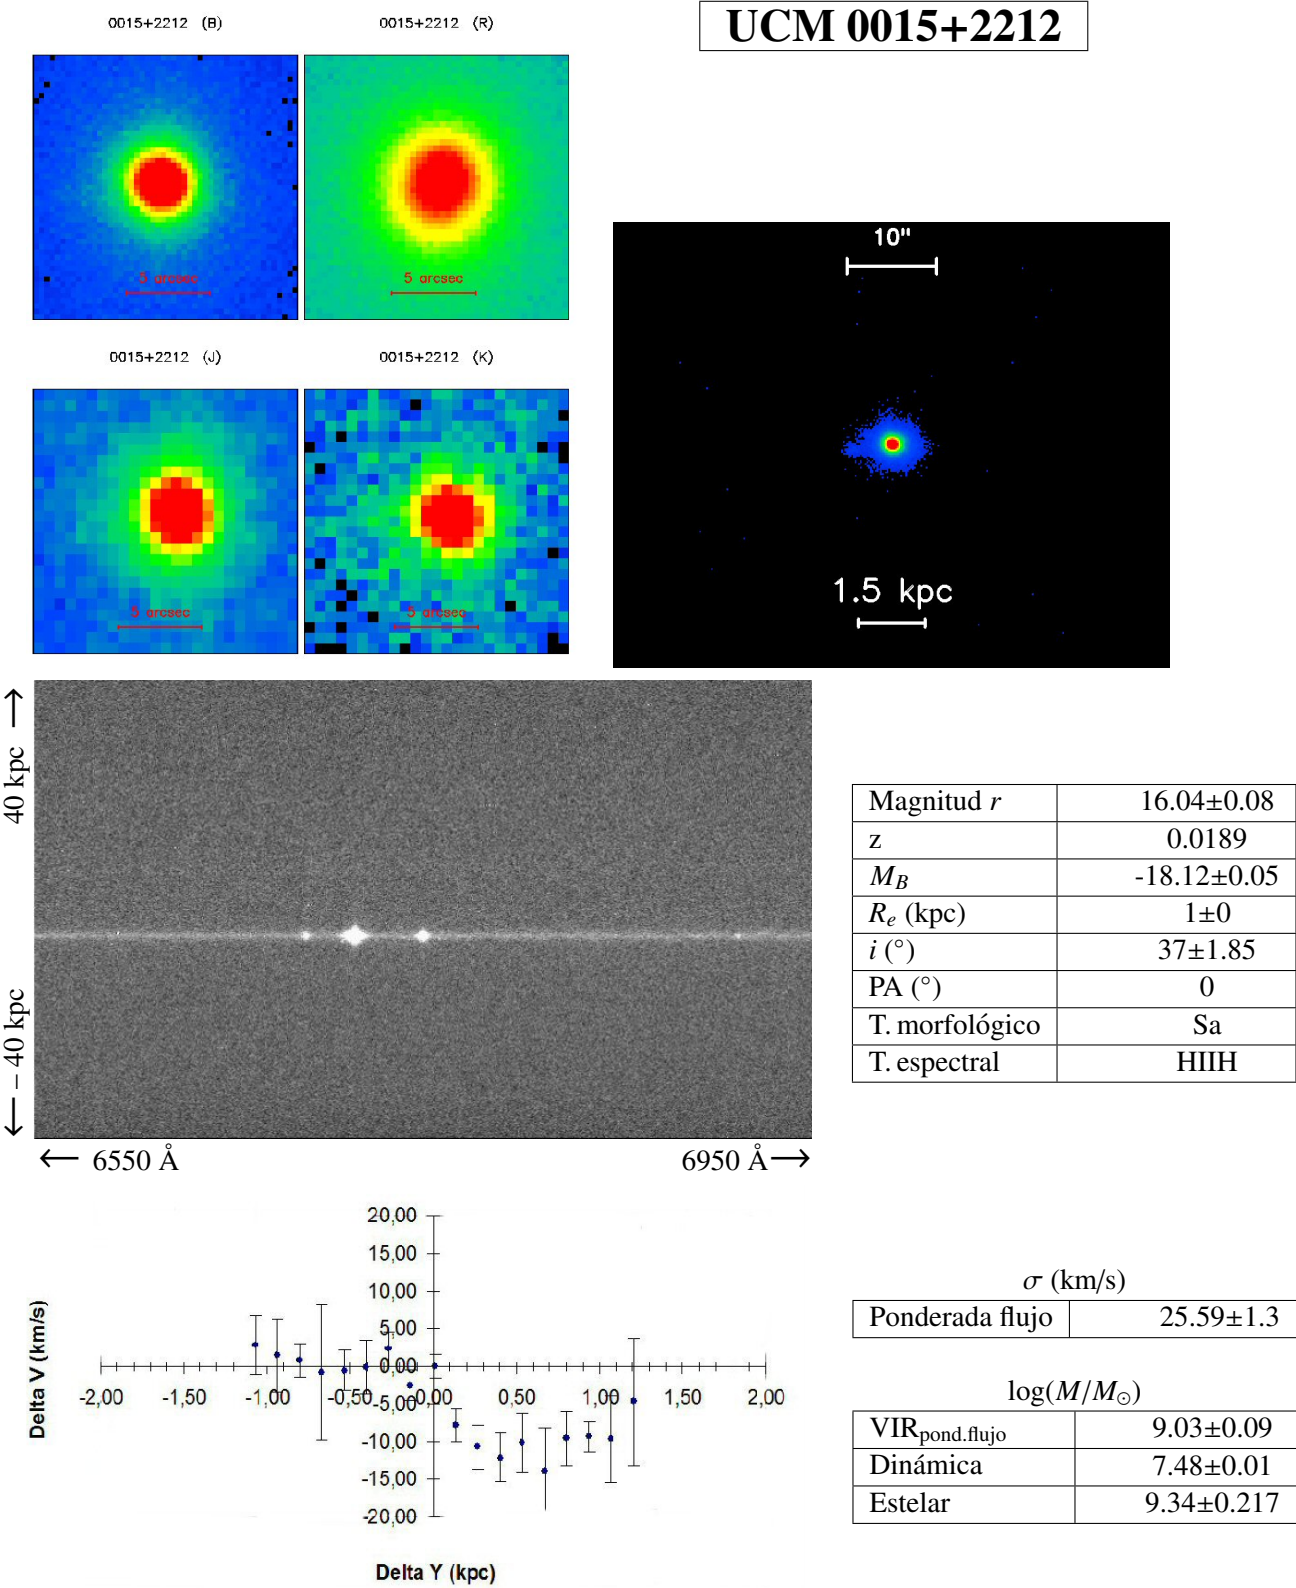 UCM 0015+2212
0015+2212 (B)
0015+2212 (R)
5 arcsec
5 arcsec
0015+2212 (J)
0015+2212 (K)
5 arcsec
5 arcsec
10"
1.5 kpc
← − 40 kpc
40 kpc →
← 6550 Å
6950 Å →
Magnitud r 16.04±0.08
z 0.0189
M_B -18.12±0.05
R_e (kpc) 1±0
i (°) 37±1.85
PA (°) 0
T. morfológico Sa
T. espectral HIIH
20,00
15,00
10,00
5,00
0,00
-5,00
-10,00
-15,00
-20,00
-2,00 -1,50 -1,00 -0,50 0,00 0,50 1,00 1,50 2,00
Delta V (km/s)
Delta Y (kpc)
σ (km/s)
Ponderada flujo 25.59±1.3
log(M/M⊙)
VIRpond.flujo 9.03±0.09
Dinámica 7.48±0.01
Estelar 9.34±0.217